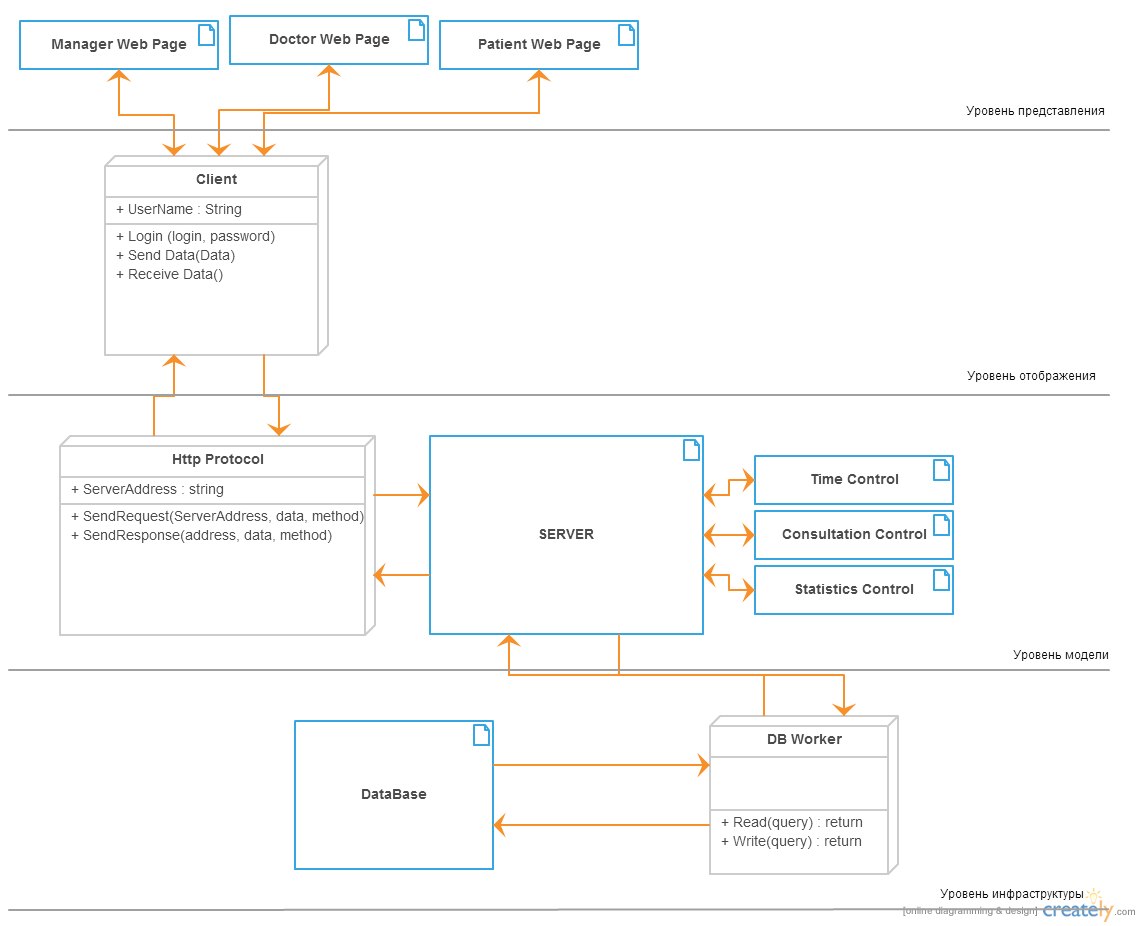 Manager Web Page
Doctor Web Page
Patient Web Page
Уровень представления
Client
+ UserName : String
+ Login (login, password)
+ Send Data(Data)
+ Receive Data()
Уровень отображения
Http Protocol
+ ServerAddress : string
+ SendRequest(ServerAddress, data, method)
+ SendResponse(address, data, method)
SERVER
Time Control
Consultation Control
Statistics Control
Уровень модели
DataBase
DB Worker
+ Read(query) : return
+ Write(query) : return
Уровень инфраструктуры
[online diagramming & design] creately.com